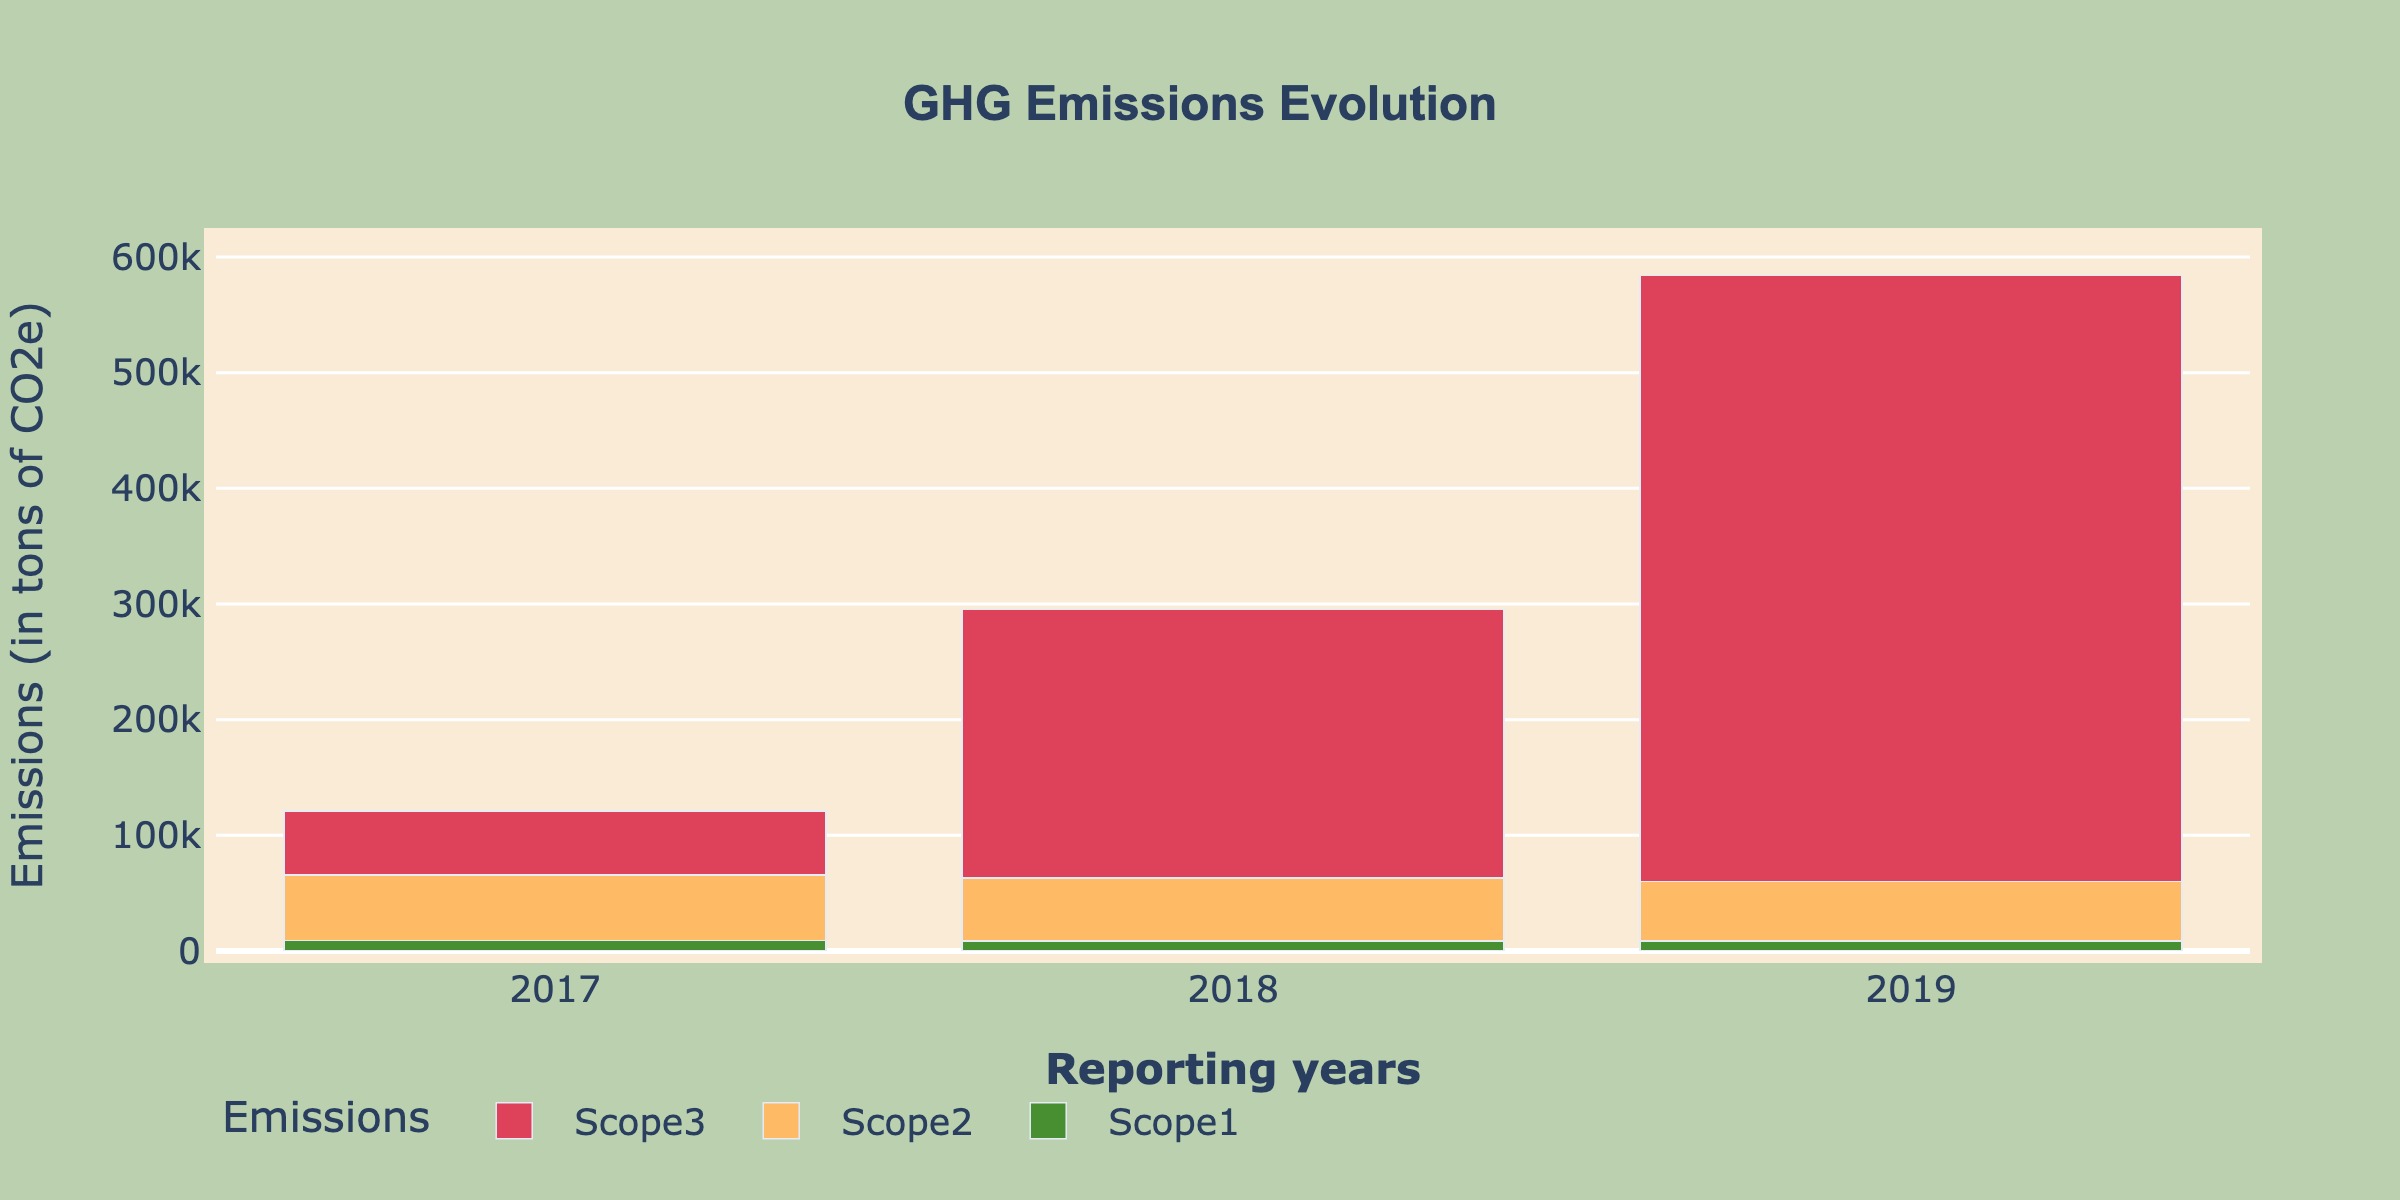 GHG Emissions Evolution
Emissions (in tons of CO2e)
600k
500k
400k
300k
200k
100k
0
2017 2018 2019
Reporting years
Emissions Scope3 Scope2 Scope1